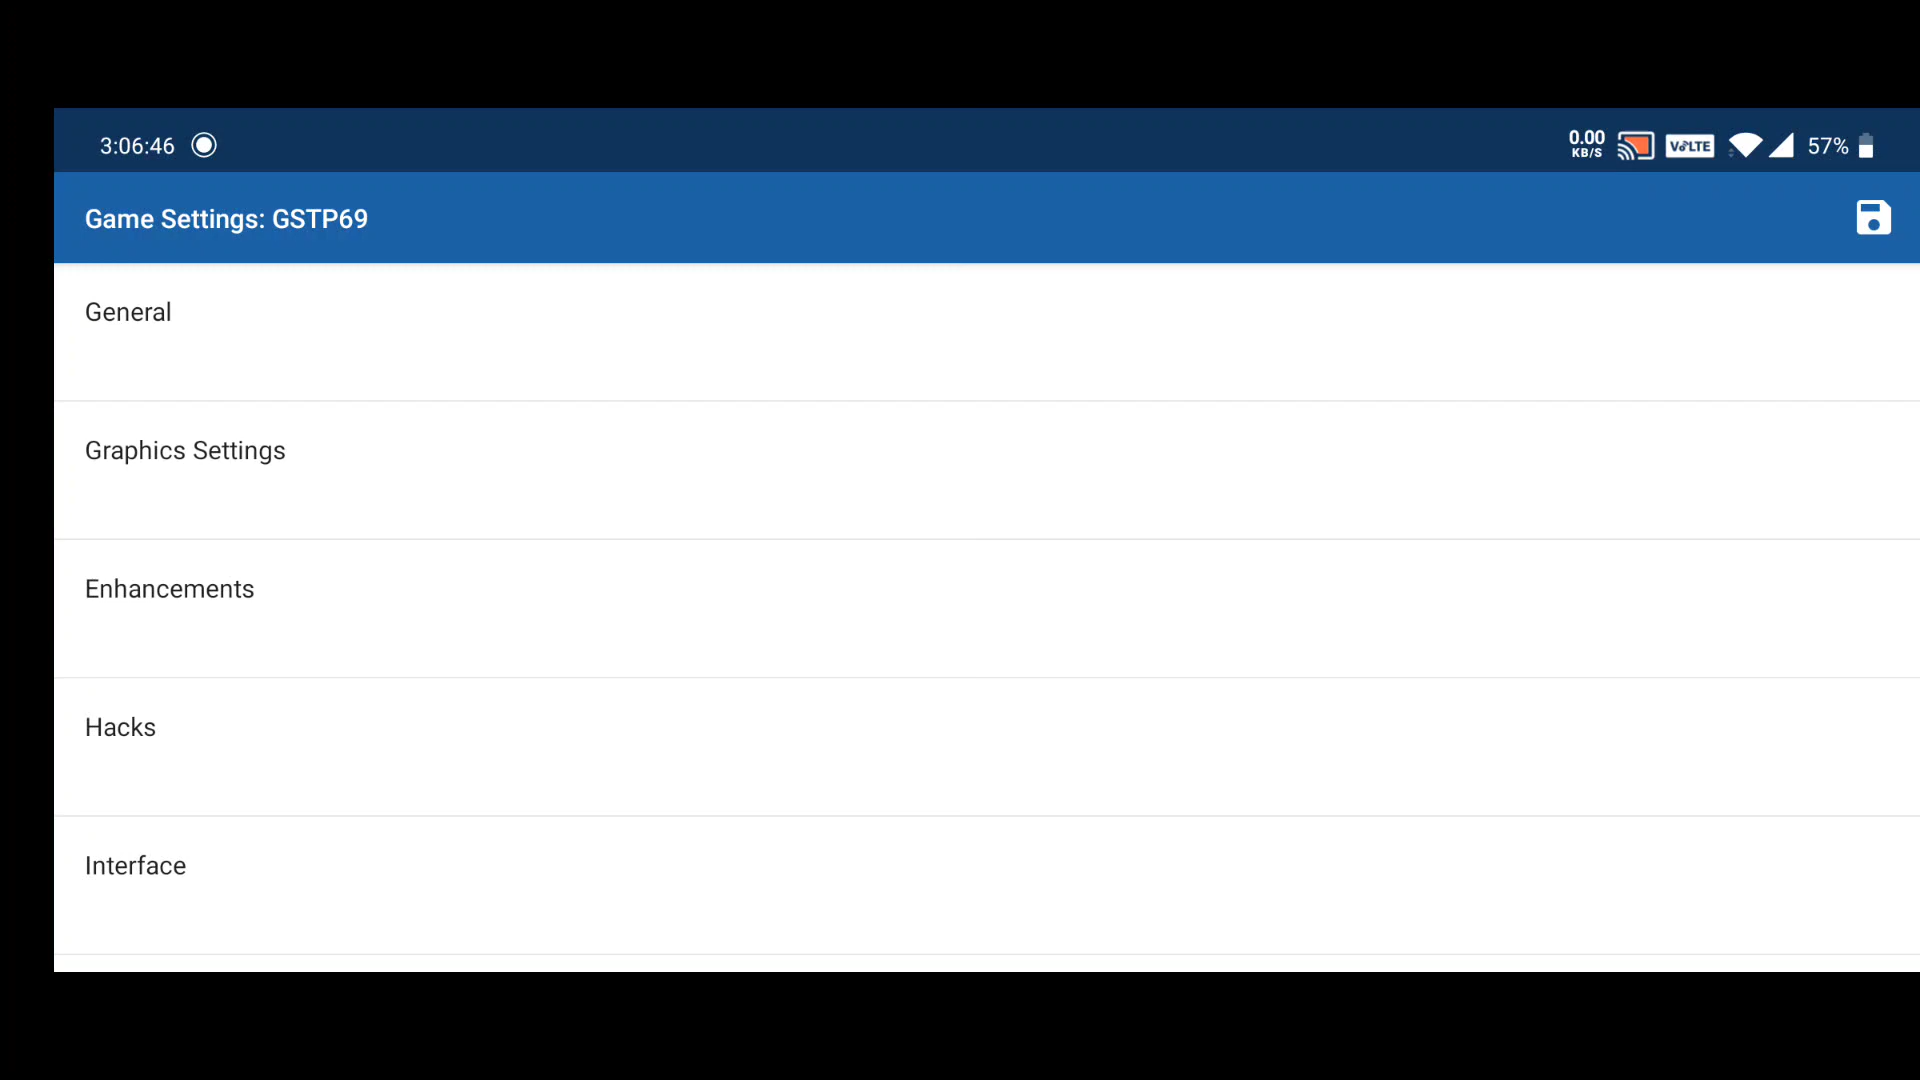 3:06:46 0.00 KB/S VoLTE 57%
Game Settings: GSTP69
General
Graphics Settings
Enhancements
Hacks
Interface